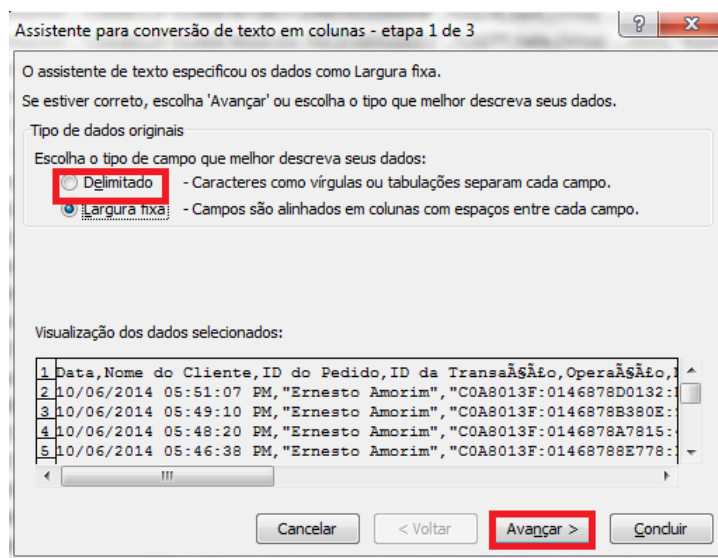 Assistente para conversão de texto em colunas - etapa 1 de 3
O assistente de texto especificou os dados como Largura fixa.
Se estiver correto, escolha 'Avançar' ou escolha o tipo que melhor descreva seus dados.
Tipo de dados originais
Escolha o tipo de campo que melhor descreva seus dados:
Delimitado - Caracteres como vírgulas ou tabulações separam cada campo.
Largura fixa: - Campos são alinhados em colunas com espaços entre cada campo.
Visualização dos dados selecionados:
1 Data,Nome do Cliente,ID do Pedido,ID da TransaÃ§Ã£o,OperaÃ§Ã£o,
2 10/06/2014 05:51:07 PM,"Ernesto Amorim","C0A8013F:0146878D0132:
3 10/06/2014 05:49:10 PM,"Ernesto Amorim","C0A8013F:0146878B380E:
4 10/06/2014 05:48:20 PM,"Ernesto Amorim","C0A8013F:0146878A7815:
5 10/06/2014 05:46:38 PM,"Ernesto Amorim","C0A8013F:01468788E778:
Cancelar < Voltar Avançar > Concluir